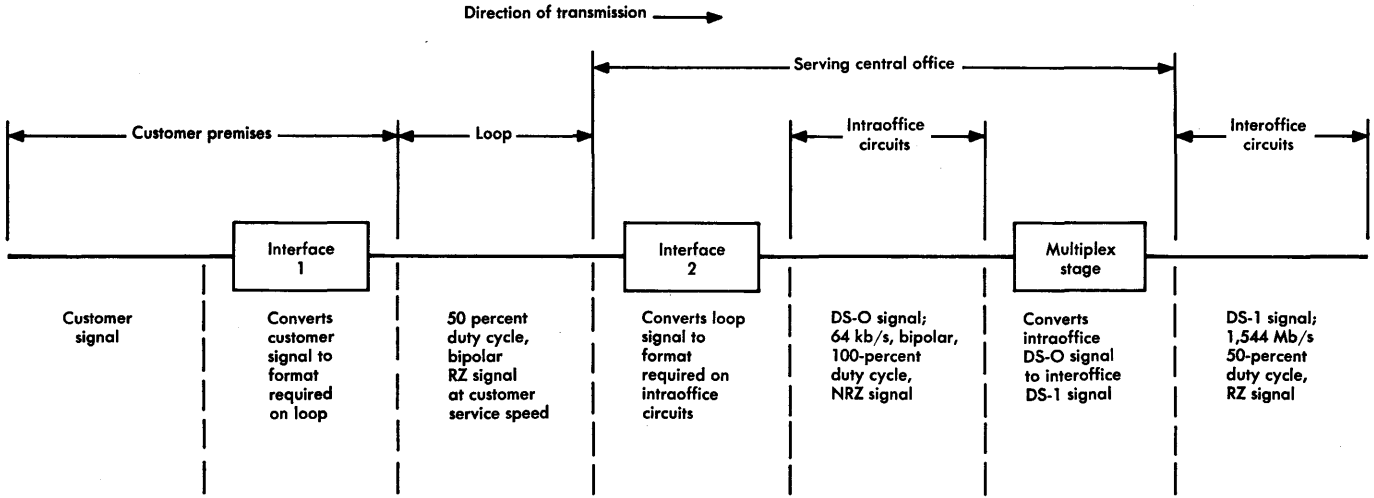 Direction of transmission
Serving central office
Customer premises
Loop
Intraoffice
circuits
Interoffice
circuits
Interface
1
Interface
2
Multiplex
stage
Customer
signal
Converts
customer
signal to
format
required
on loop
50 percent
duty cycle,
bipolar
RZ signal
at customer
service speed
Converts loop
signal to
format
required on
intraoffice
circuits
DS-O signal;
64 kb/s, bipolar,
100-percent
duty cycle,
NRZ signal
Converts
intraoffice
DS-O signal
to interoffice
DS-1 signal
DS-1 signal;
1,544 Mb/s
50-percent
duty cycle,
RZ signal